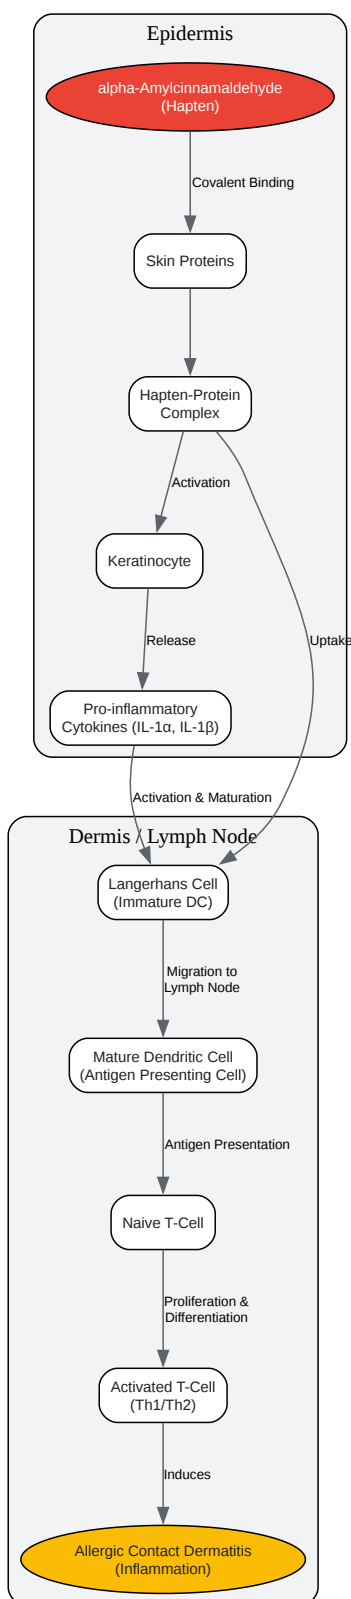 Epidermis
alpha-Amylcinnamaldehyde
(Hapten)
Covalent Binding
Skin Proteins
Hapten-Protein
Complex
Activation
Keratinocyte
Release
Uptake
Pro-inflammatory
Cytokines (IL-1α, IL-1β)
Activation & Maturation
Dermis / Lymph Node
Langerhans Cell
(Immature DC)
Migration to
Lymph Node
Mature Dendritic Cell
(Antigen Presenting Cell)
Antigen Presentation
Naive T-Cell
Proliferation &
Differentiation
Activated T-Cell
(Th1/Th2)
Induces
Allergic Contact Dermatitis
(Inflammation)